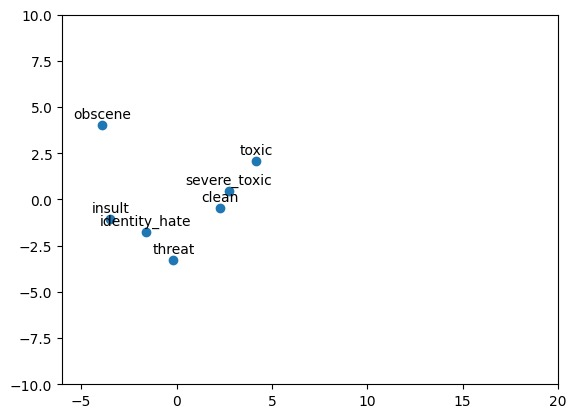 10.0
7.5
5.0
2.5
0.0
−2.5
−5.0
−7.5
−10.0
obscene
toxic
severe_toxic
clean
insult
identity_hate
threat
−5
0
5
10
15
20